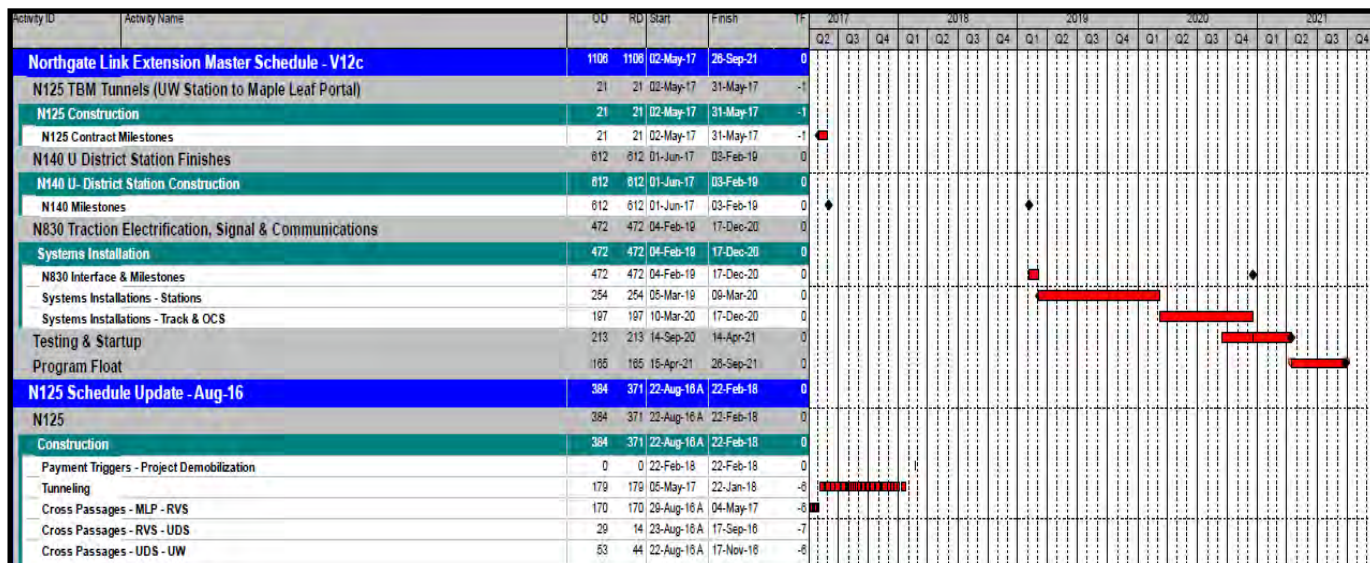 Activity ID Activity Name OD RD Start Finish TF 2017 2018 2019 2020 2021
Q2 Q3 Q4 Q1 Q2 Q3 Q4 Q1 Q2 Q3 Q4 Q1 Q2 Q3 Q4 Q1 Q2 Q3 Q4
Northgate Link Extension Master Schedule - V12c 1106 1106 02-May-17 26-Sep-21 0
N125 TBM Tunnels (UW Station to Maple Leaf Portal) 21 21 02-May-17 31-May-17 -1
N125 Construction 21 21 02-May-17 31-May-17 -1
N125 Contract Milestones 21 21 02-May-17 31-May-17 -1
N140 U District Station Finishes 612 612 01-Jun-17 03-Feb-19 0
N140 U- District Station Construction 612 612 01-Jun-17 03-Feb-19 0
N140 Milestones 612 612 01-Jun-17 03-Feb-19 0
N830 Traction Electrification, Signal & Communications 472 472 04-Feb-19 17-Dec-20 0
Systems Installation 472 472 04-Feb-19 17-Dec-20 0
N830 Interface & Milestones 472 472 04-Feb-19 17-Dec-20 0
Systems Installations - Stations 254 254 05-Mar-19 09-Mar-20 0
Systems Installations - Track & OCS 197 197 10-Mar-20 17-Dec-20 0
Testing & Startup 213 213 14-Sep-20 14-Apr-21 0
Program Float 165 165 15-Apr-21 26-Sep-21 0
N125 Schedule Update - Aug-16 384 371 22-Aug-16 A 22-Feb-18 0
N125 384 371 22-Aug-16 A 22-Feb-18 0
Construction 384 371 22-Aug-16 A 22-Feb-18 0
Payment Triggers - Project Demobilization 0 0 22-Feb-18 22-Feb-18 0
Tunneling 179 179 05-May-17 22-Jan-18 -6
Cross Passages - MLP - RVS 170 170 29-Aug-16 A 04-May-17 -6
Cross Passages - RVS - UDS 29 14 23-Aug-16 A 17-Sep-16 -7
Cross Passages - UDS - UW 53 44 22-Aug-16 A 17-Nov-16 -6